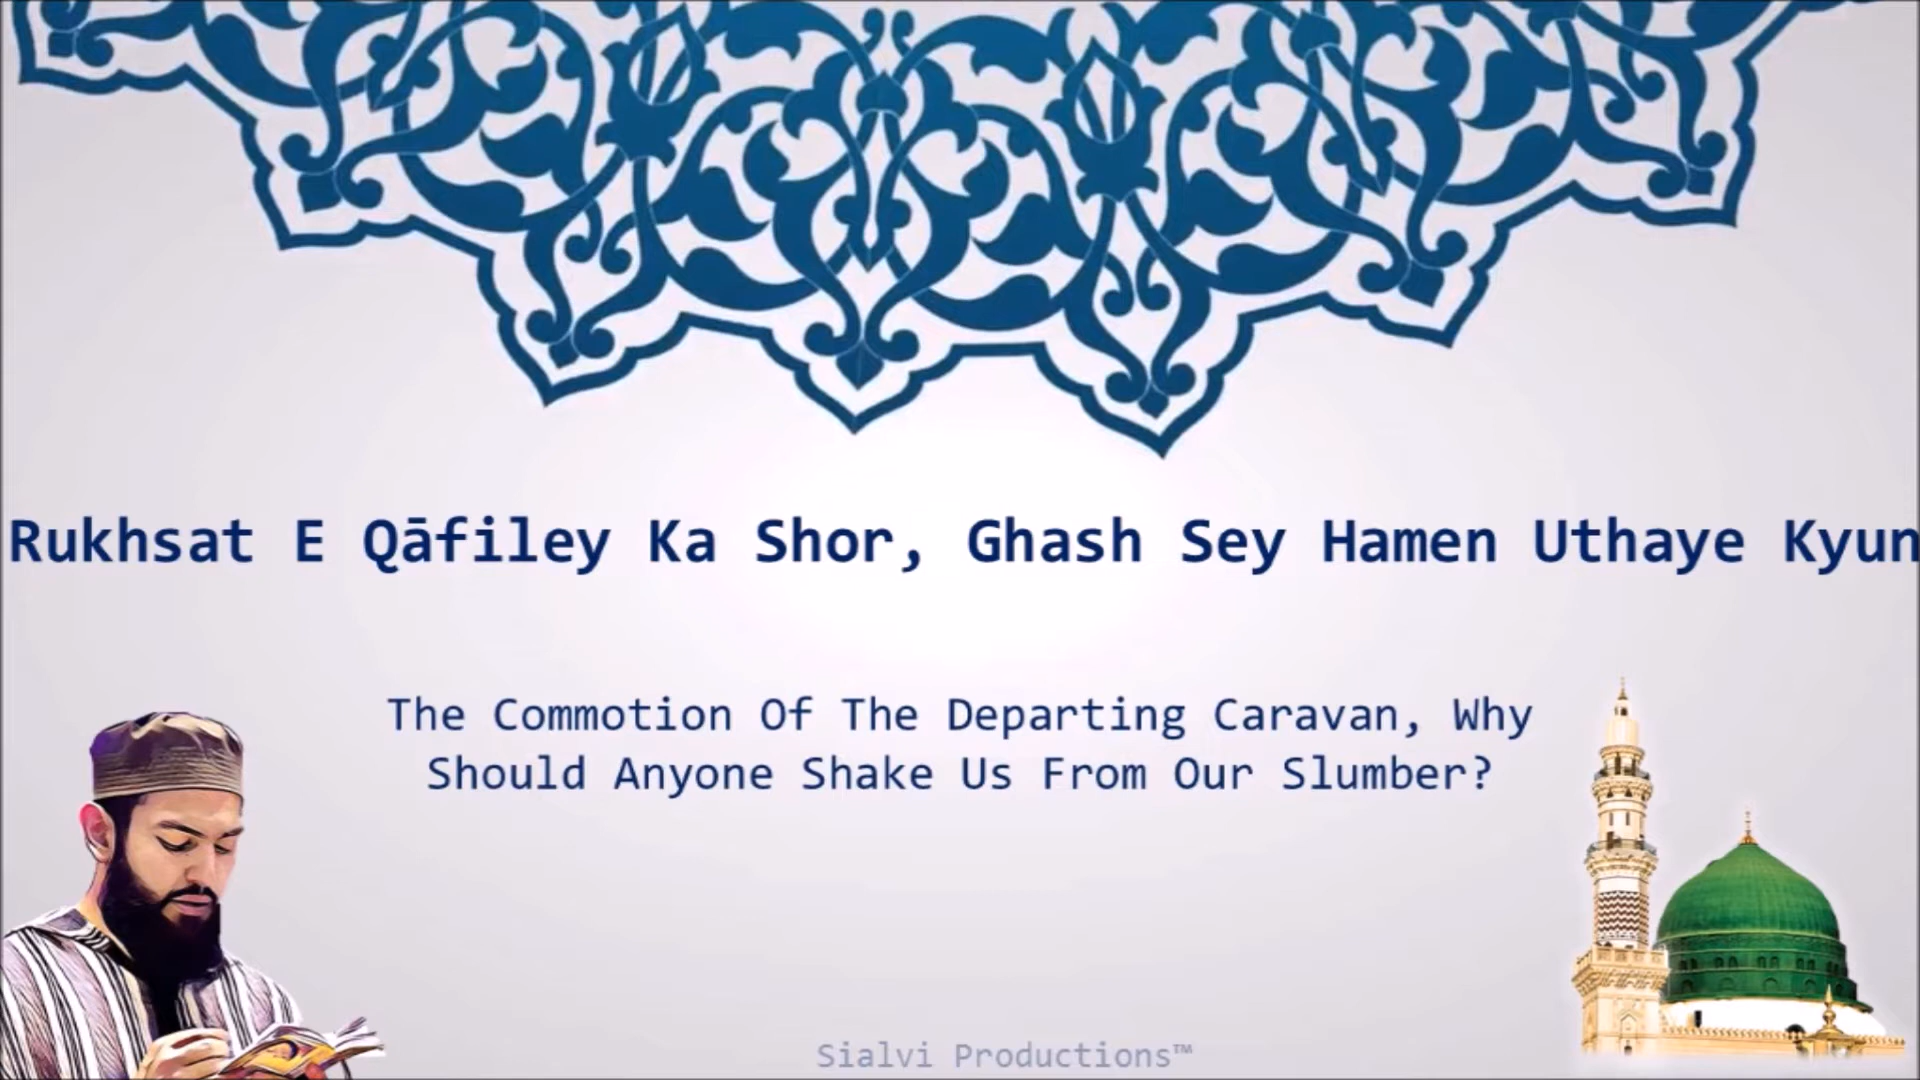 Rukhsat E Qāfiley Ka Shor, Ghash Sey Hamen Uthaye Kyun
The Commotion Of The Departing Caravan, Why
Should Anyone Shake Us From Our Slumber?
Sialvi Productions™